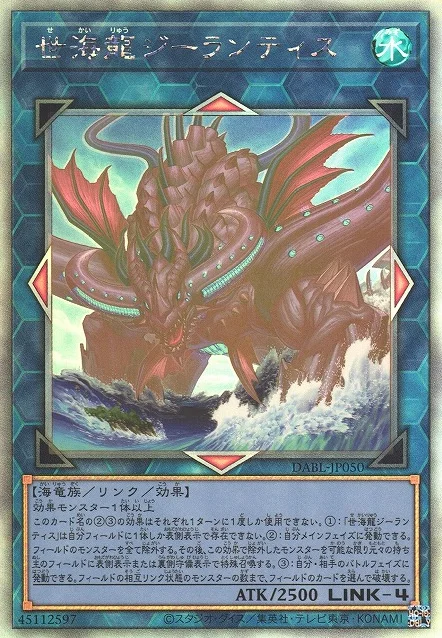 世海龍ジーランティス
水
DABL-JP050
【海竜族／リンク／効果】
効果モンスター1体以上
このカード名の②③の効果はそれぞれ1ターンに1度しか使用できない。①：「世海龍ジーラン
ティス」は自分フィールドに1体しか表側表示で存在できない。②：自分メインフェイズに発動できる。
フィールドのモンスターを全て除外する。その後、この効果で除外したモンスターを可能な限り元々の持ち
主のフィールドに表側表示または裏側守備表示で特殊召喚する。③：自分・相手のバトルフェイズに
発動できる。フィールドの相互リンク状態のモンスターの数まで、フィールドのカードを選んで破壊する。
ATK/2500 LINK-4
45112597
©スタジオ・ダイス／集英社・テレビ東京・KONAMI